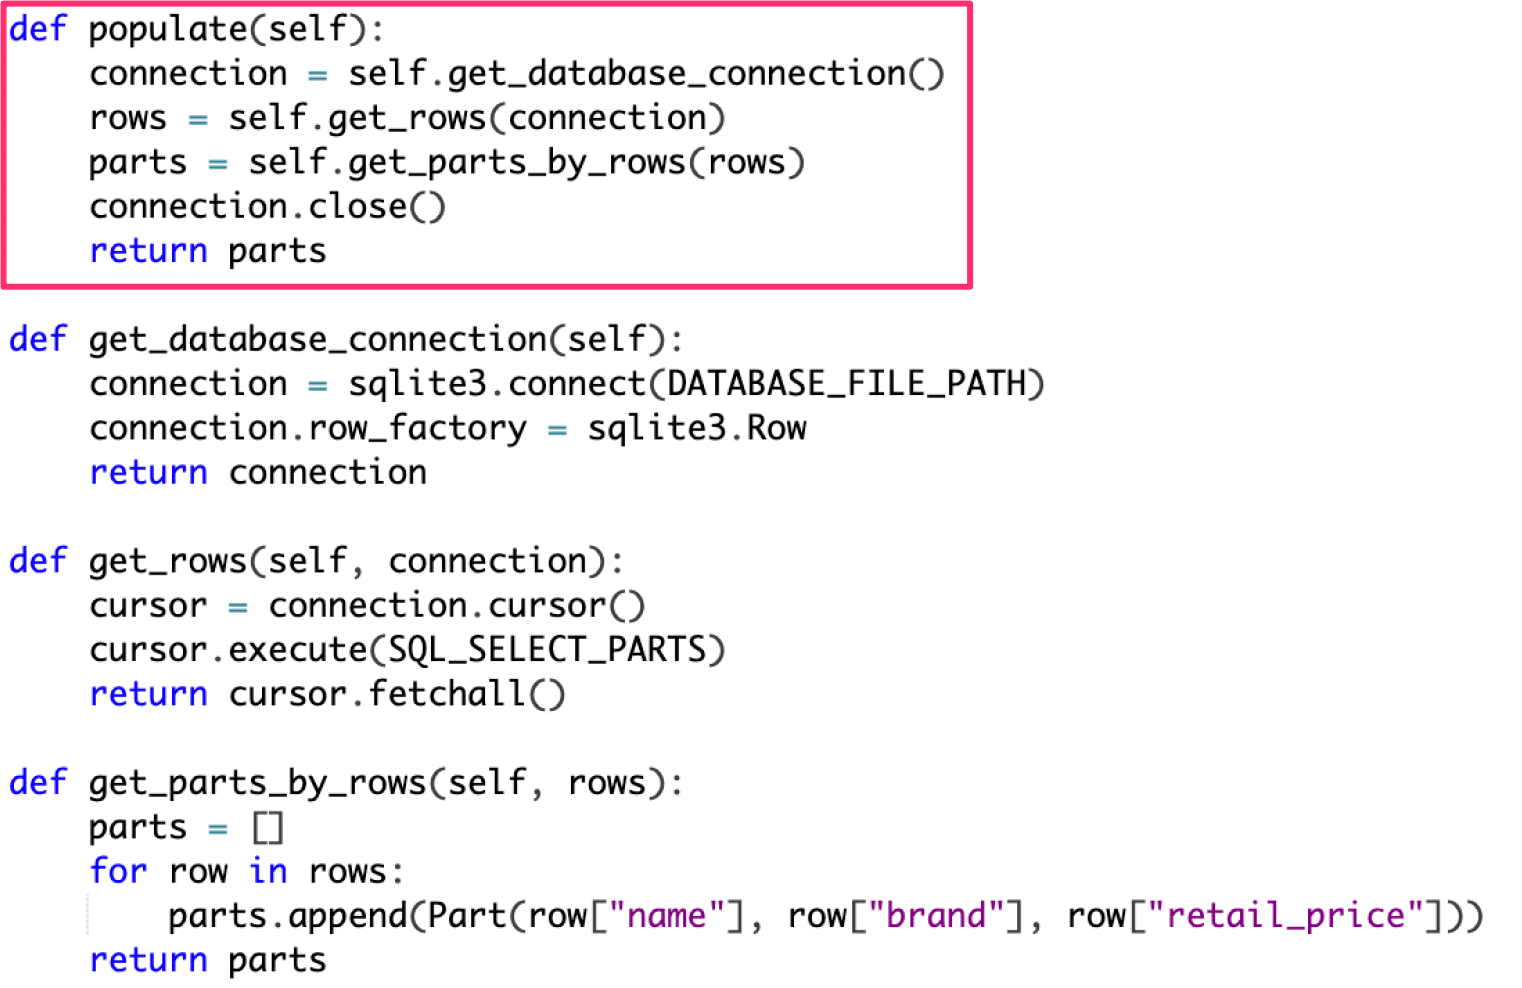 def populate(self):
    connection = self.get_database_connection()
    rows = self.get_rows(connection)
    parts = self.get_parts_by_rows(rows)
    connection.close()
    return parts

def get_database_connection(self):
    connection = sqlite3.connect(DATABASE_FILE_PATH)
    connection.row_factory = sqlite3.Row
    return connection

def get_rows(self, connection):
    cursor = connection.cursor()
    cursor.execute(SQL_SELECT_PARTS)
    return cursor.fetchall()

def get_parts_by_rows(self, rows):
    parts = []
    for row in rows:
        parts.append(Part(row["name"], row["brand"], row["retail_price"]))
    return parts